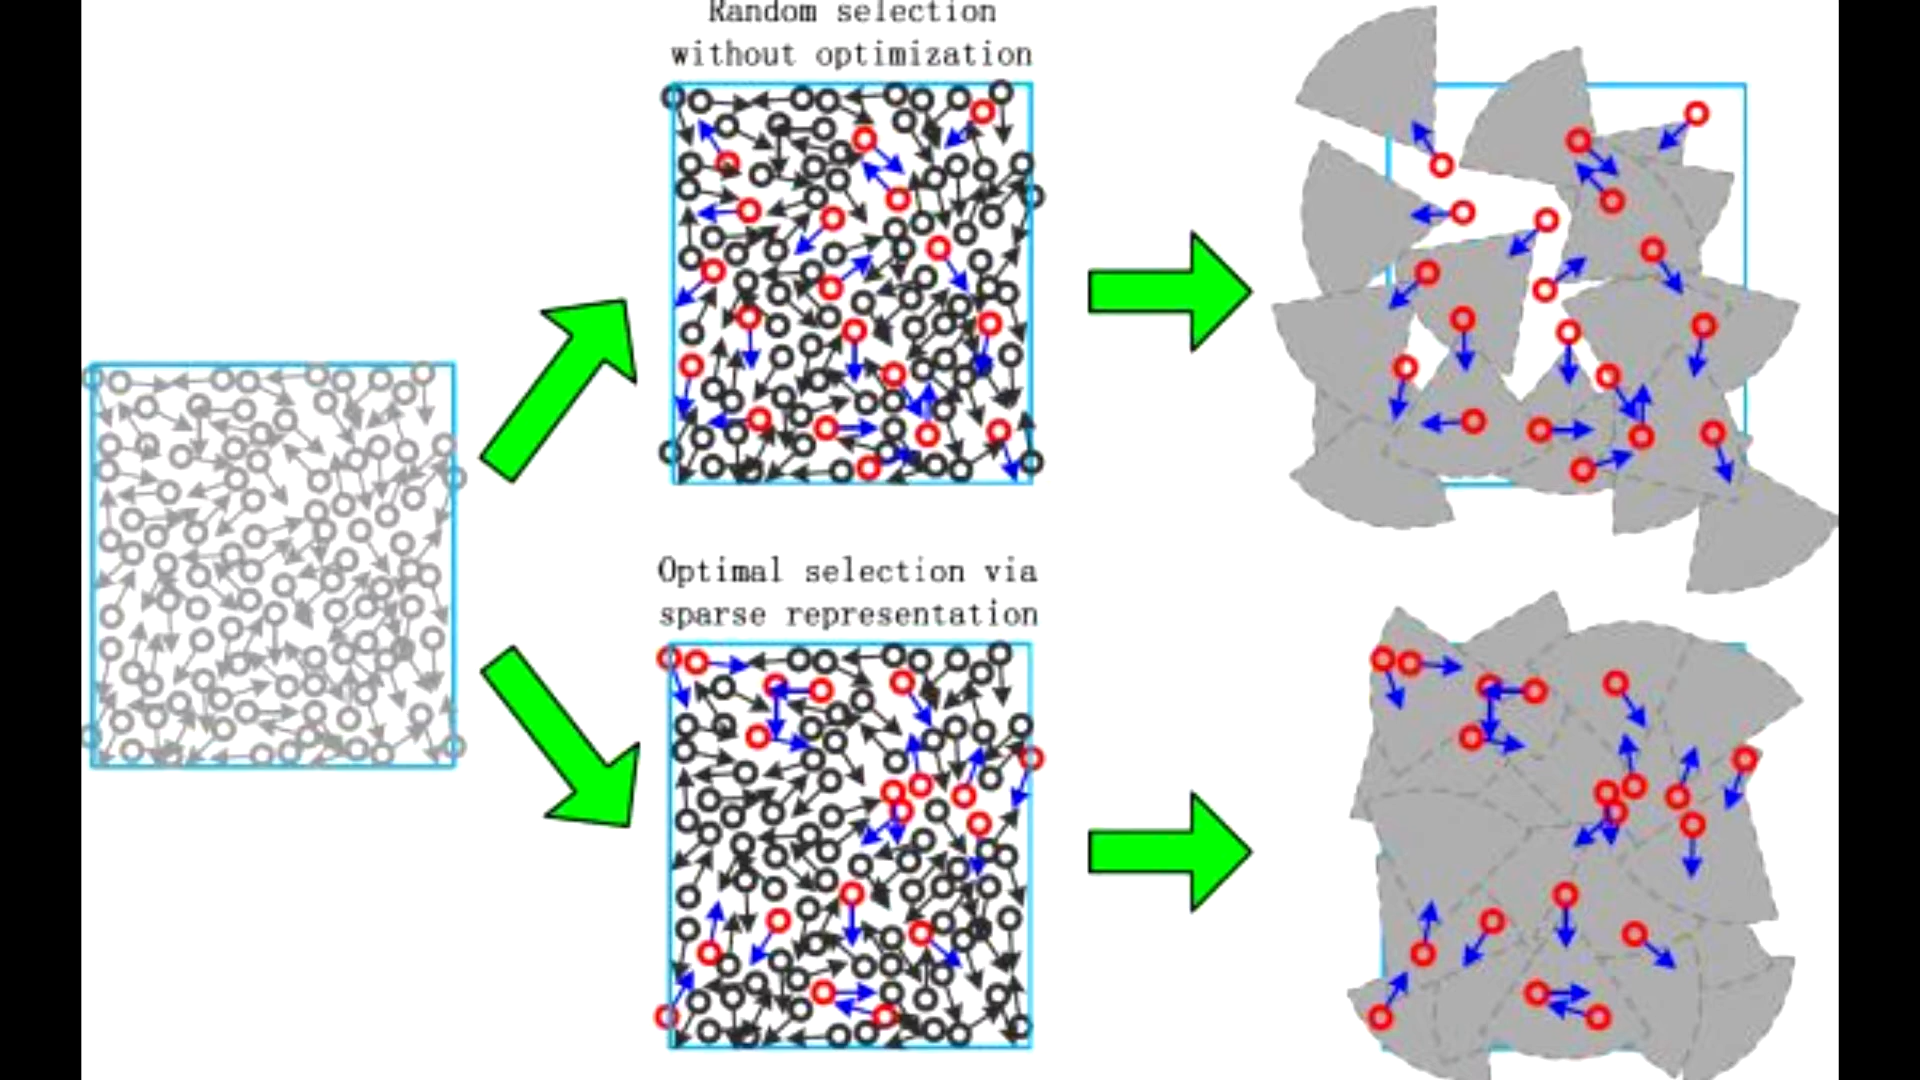 Random selection
without optimization
Optimal selection via
sparse representation